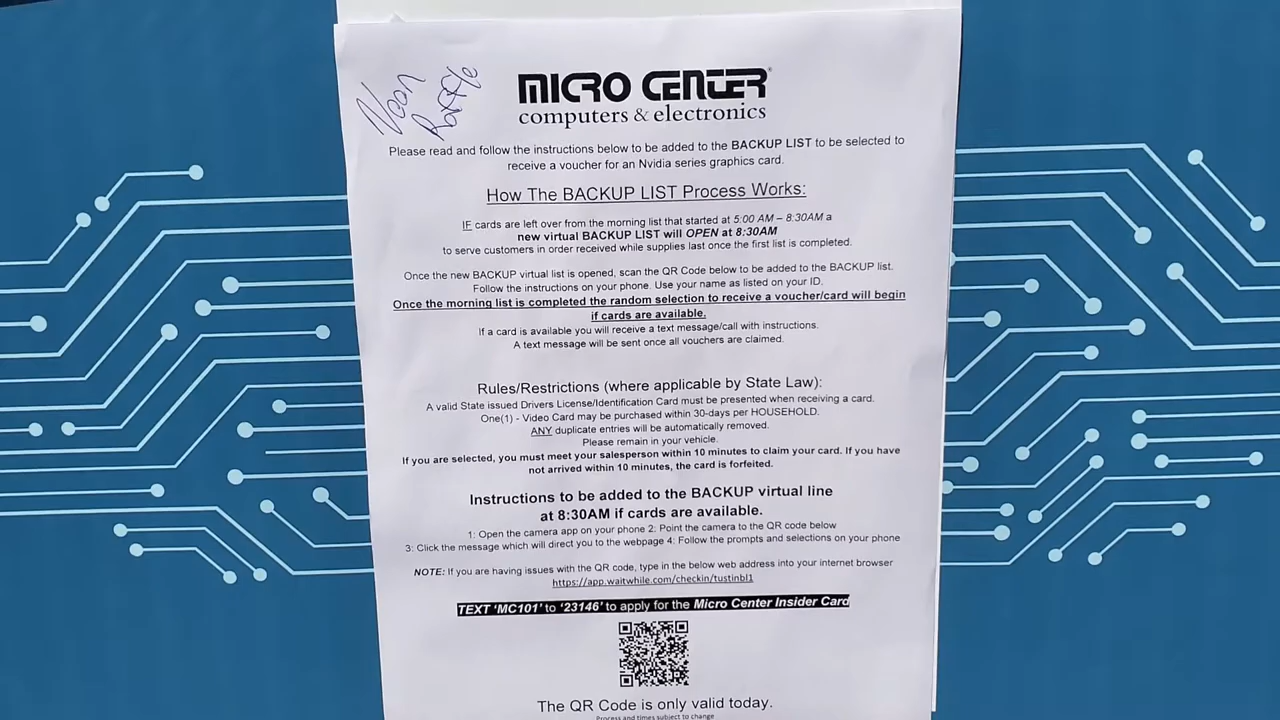 Noon
Raffle
MICRO CENTER
computers & electronics
Please read and follow the instructions below to be added to the BACKUP LIST to be selected to
receive a voucher for an Nvidia series graphics card.
How The BACKUP LIST Process Works:
IF cards are left over from the morning list that started at 5:00 AM – 8:30AM a
new virtual BACKUP LIST will OPEN at 8:30AM
to serve customers in order received while supplies last once the first list is completed.
Once the new BACKUP virtual list is opened, scan the QR Code below to be added to the BACKUP list.
Follow the instructions on your phone. Use your name as listed on your ID.
Once the morning list is completed the random selection to receive a voucher/card will begin
if cards are available.
If a card is available you will receive a text message/call with instructions.
A text message will be sent once all vouchers are claimed.
Rules/Restrictions (where applicable by State Law):
A valid State issued Drivers License/Identification Card must be presented when receiving a card.
One(1) - Video Card may be purchased within 30-days per HOUSEHOLD.
ANY duplicate entries will be automatically removed.
Please remain in your vehicle.
If you are selected, you must meet your salesperson within 10 minutes to claim your card. If you have
not arrived within 10 minutes, the card is forfeited.
Instructions to be added to the BACKUP virtual line
at 8:30AM if cards are available.
1: Open the camera app on your phone 2: Point the camera to the QR code below
3: Click the message which will direct you to the webpage 4: Follow the prompts and selections on your phone
NOTE: If you are having issues with the QR code, type in the below web address into your internet browser
https://app.waitwhile.com/checkin/tustinbl1
TEXT 'MC101' to '23146' to apply for the Micro Center Insider Card
The QR Code is only valid today.
Process and times subject to change